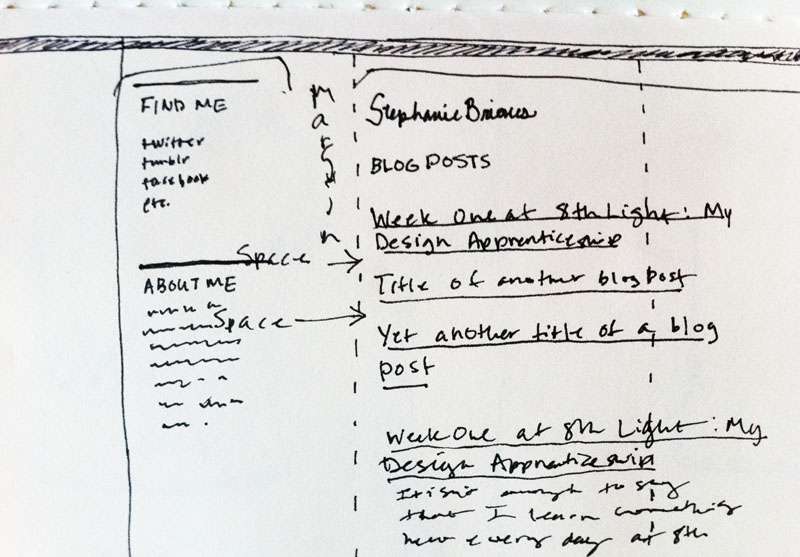 FIND ME
twitter
tumblr
facebook
etc.
ABOUT ME
margin
Space
Space
Stephanie Briones
BLOG POSTS
Week One at 8th Light: My
Design Apprenticeship
Title of another blog post
Yet another title of a blog
post
Week One at 8th Light: My
Design Apprenticeship
It isn't enough to say
that I learn something
new every day at 8th